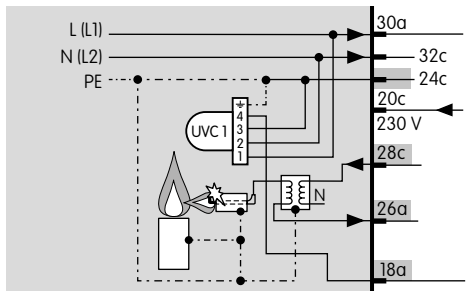 L (L1)
N (L2)
PE
30a
32c
24c
20c
230 V
28c
26a
18a
UVC 1
4
3
2
1
N